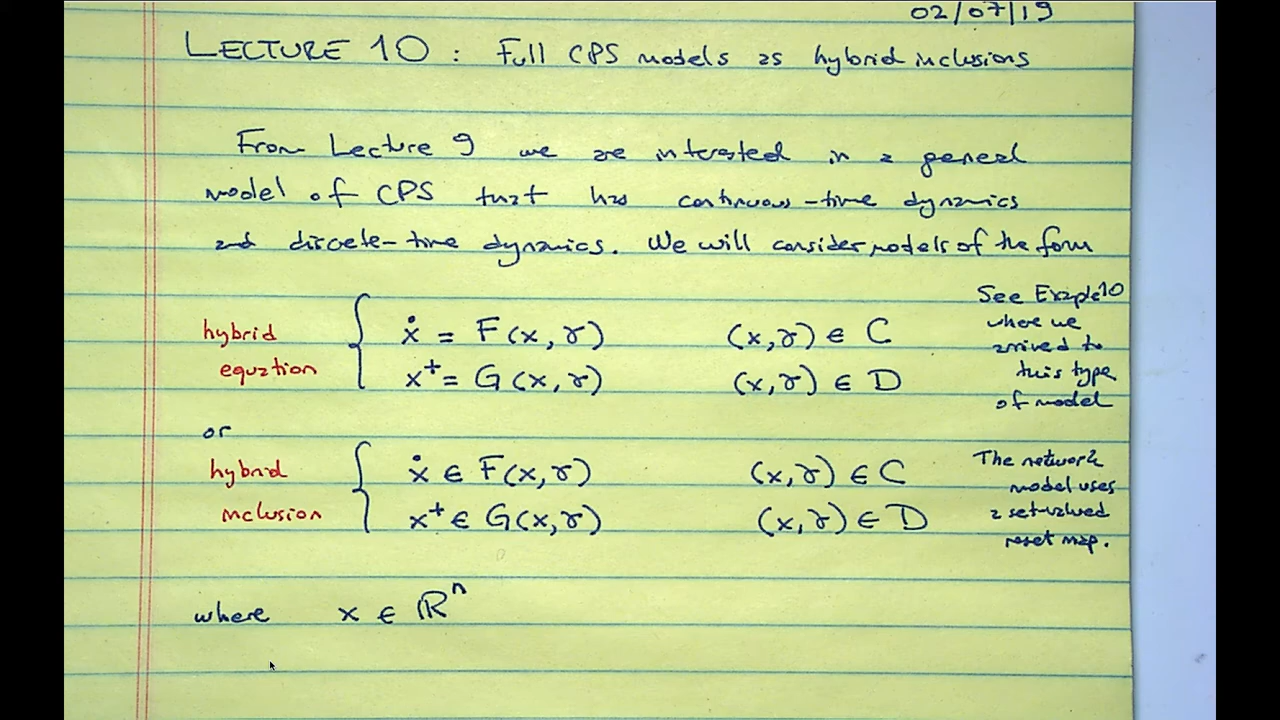 02/07/19
LECTURE 10 : Full CPS models as hybrid inclusions
From Lecture 9 we are interested in a general
model of CPS that has continuous-time dynamics
and discrete-time dynamics. We will consider models of the form
hybrid equation { ẋ = F(x, γ) (x, γ) ∈ C
x⁺ = G(x, γ) (x, γ) ∈ D
See Example 10
where we
arrived to
this type
of model
or
hybrid inclusion { ẋ ∈ F(x, γ) (x, γ) ∈ C
x⁺ ∈ G(x, γ) (x, γ) ∈ D
The network
model uses
a set-valued
reset map.
where x ∈ ℝⁿ